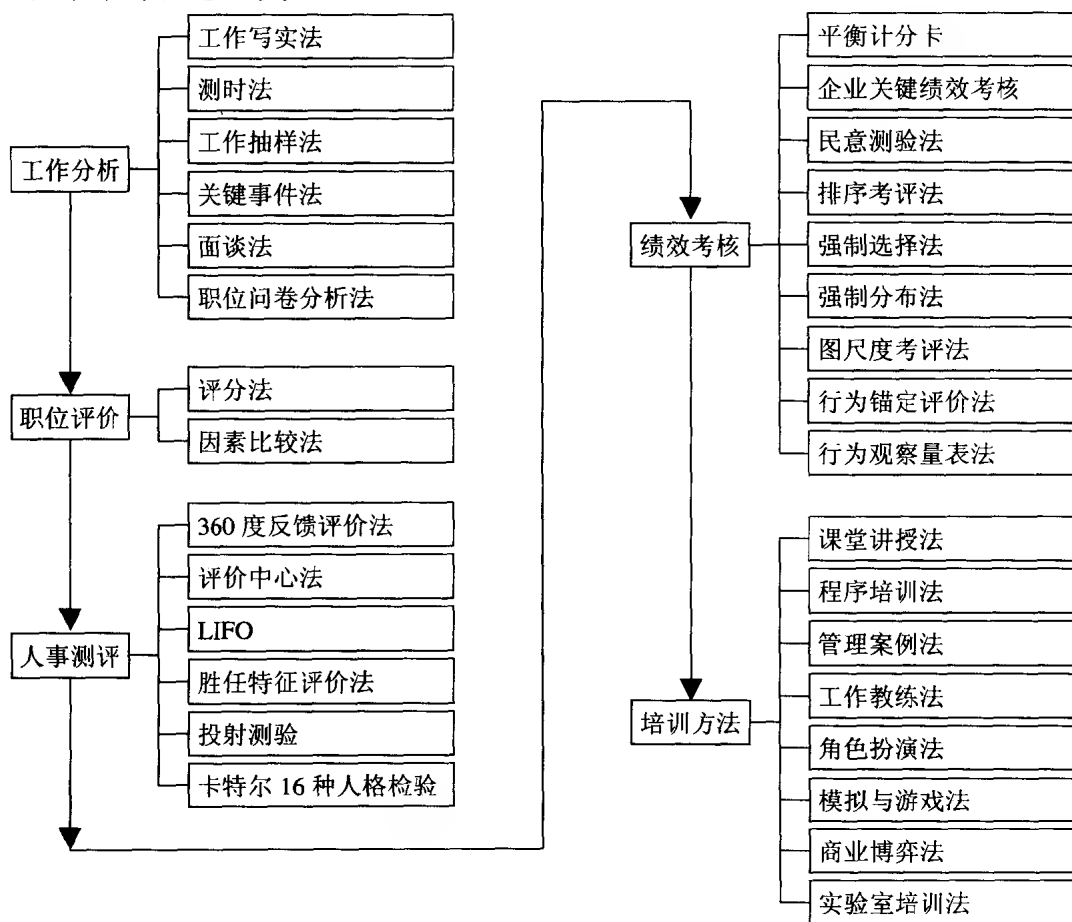 工作分析
工作写实法
测时法
工作抽样法
关键事件法
面谈法
职位问卷分析法
职位评价
评分法
因素比较法
人事测评
360 度反馈评价法
评价中心法
LIFO
胜任特征评价法
投射测验
卡特尔 16 种人格检验
绩效考核
平衡计分卡
企业关键绩效考核
民意测验法
排序考评法
强制选择法
强制分布法
图尺度考评法
行为锚定评价法
行为观察量表法
培训方法
课堂讲授法
程序培训法
管理案例法
工作教练法
角色扮演法
模拟与游戏法
商业博弈法
实验室培训法